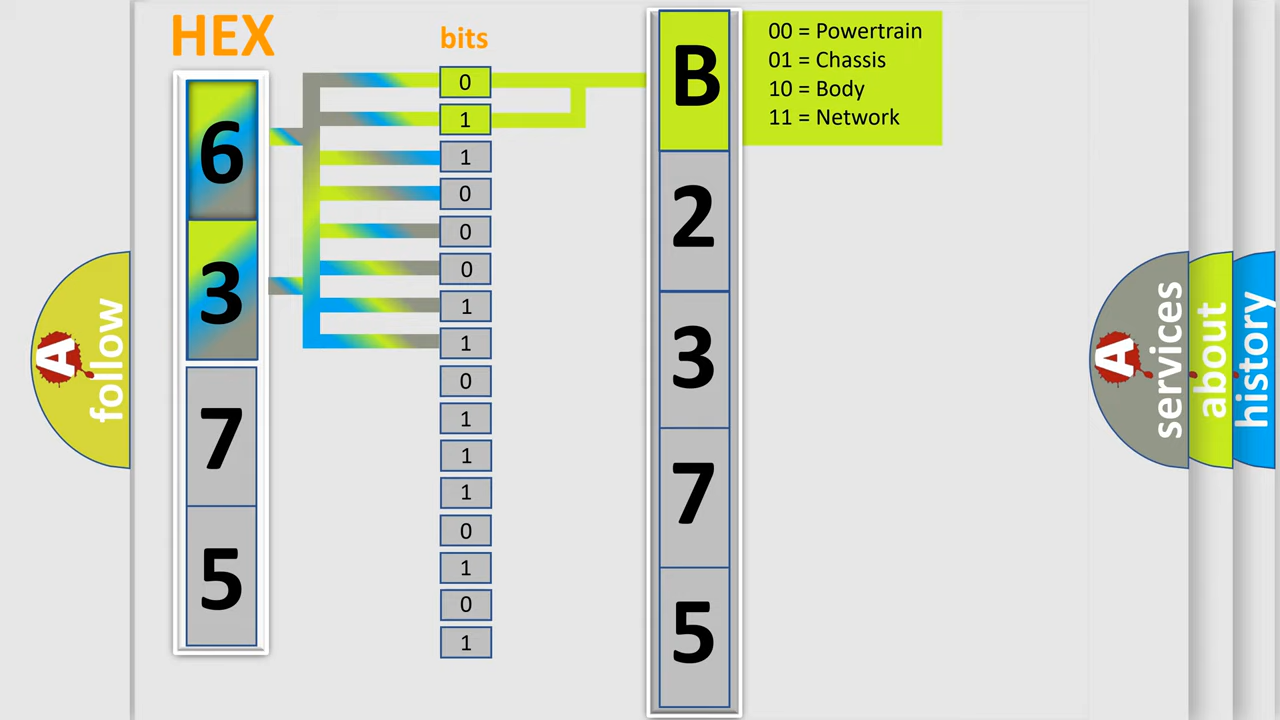 HEX
bits
6
3
7
5
0
1
1
0
0
0
1
1
0
1
1
1
0
1
0
1
B
2
3
7
5
00 = Powertrain
01 = Chassis
10 = Body
11 = Network
A
follow
A
services
about
history